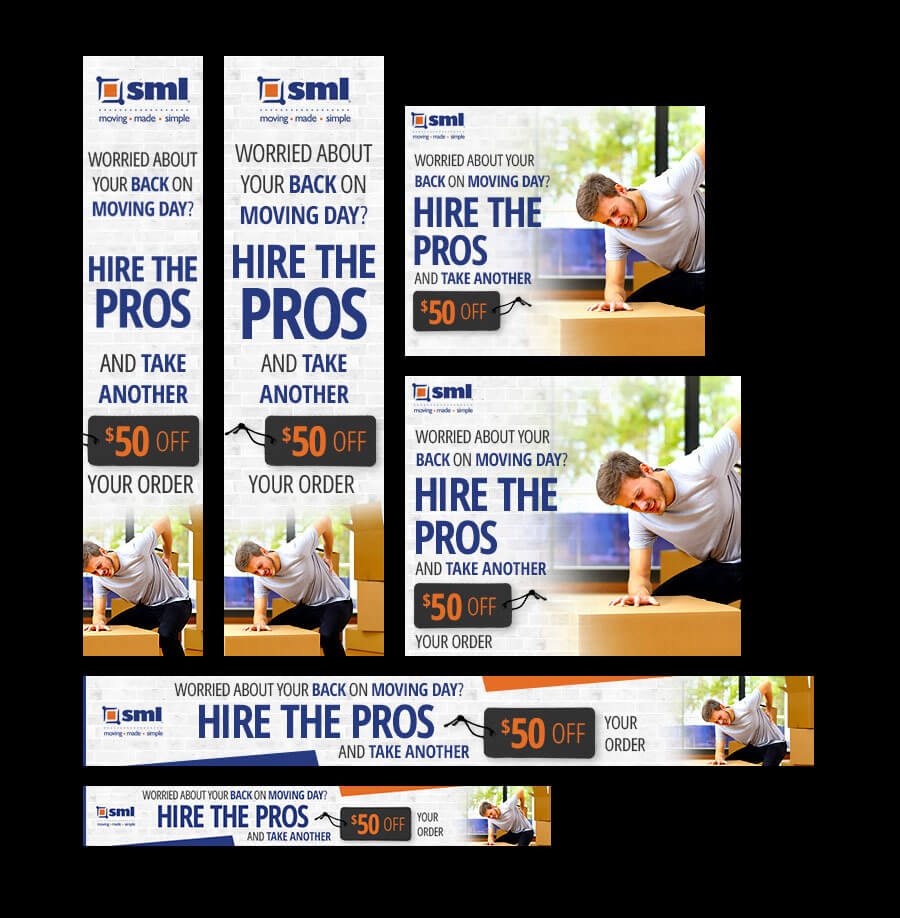 sml
moving • made • simple
WORRIED ABOUT
YOUR BACK ON
MOVING DAY?
HIRE THE
PROS
AND TAKE
ANOTHER
$50 OFF
YOUR ORDER
sml
moving • made • simple
WORRIED ABOUT
YOUR BACK ON
MOVING DAY?
HIRE THE
PROS
AND TAKE
ANOTHER
$50 OFF
YOUR ORDER
sml
moving • made • simple
WORRIED ABOUT YOUR
BACK ON MOVING DAY?
HIRE THE
PROS
AND TAKE ANOTHER
$50 OFF
sml
moving • made • simple
WORRIED ABOUT YOUR
BACK ON MOVING DAY?
HIRE THE
PROS
AND TAKE ANOTHER
$50 OFF
YOUR ORDER
sml
moving • made • simple
WORRIED ABOUT YOUR BACK ON MOVING DAY?
HIRE THE PROS
AND TAKE ANOTHER
$50 OFF
YOUR
ORDER
sml
moving • made • simple
WORRIED ABOUT YOUR BACK ON MOVING DAY?
HIRE THE PROS
AND TAKE ANOTHER
$50 OFF
YOUR
ORDER